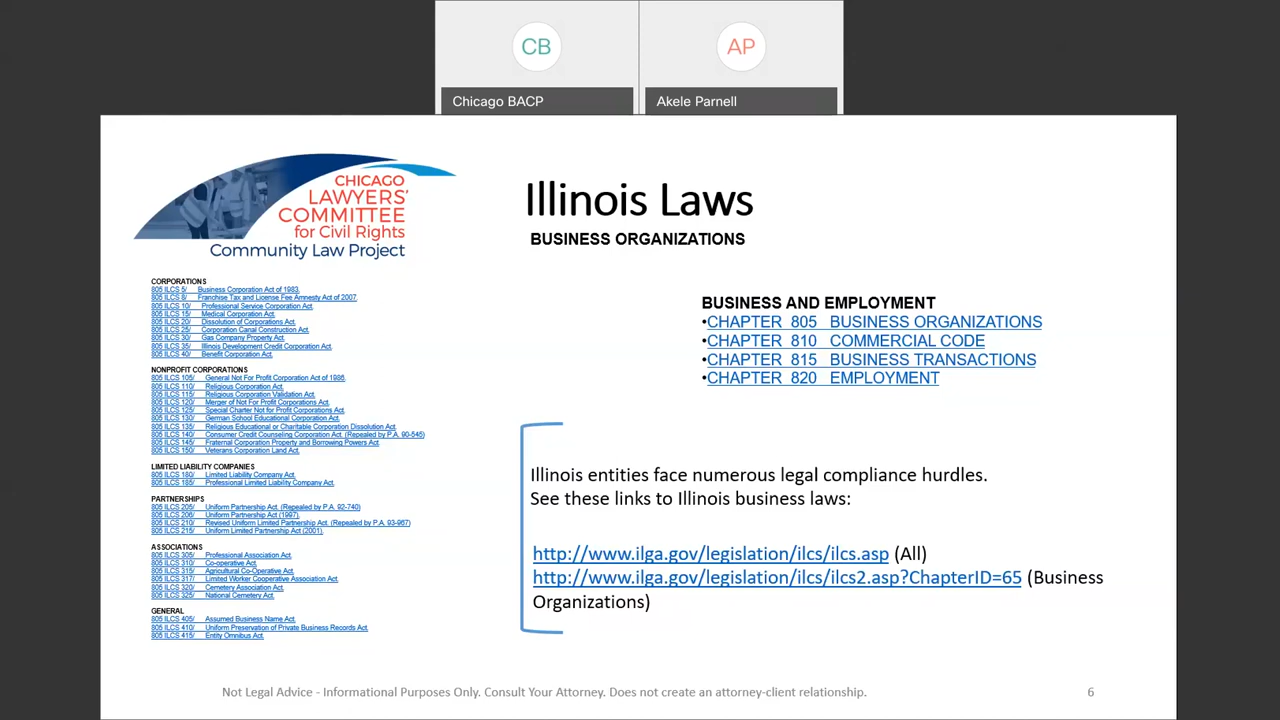 CB
AP
Chicago BACP
Akele Parnell
CHICAGO
LAWYERS'
COMMITTEE
for Civil Rights
Community Law Project
Illinois Laws
BUSINESS ORGANIZATIONS
CORPORATIONS
805 ILCS 5/ Business Corporation Act of 1983.
805 ILCS 8/ Franchise Tax and License Fee Amnesty Act of 2007.
805 ILCS 10/ Professional Service Corporation Act.
805 ILCS 15/ Medical Corporation Act.
805 ILCS 20/ Dissolution of Corporations Act.
805 ILCS 25/ Corporation Canal Construction Act.
805 ILCS 30/ Gas Company Property Act.
805 ILCS 35/ Illinois Development Credit Corporation Act.
805 ILCS 40/ Benefit Corporation Act.
NONPROFIT CORPORATIONS
805 ILCS 105/ General Not For Profit Corporation Act of 1986.
805 ILCS 110/ Religious Corporation Act.
805 ILCS 115/ Religious Corporation Validation Act.
805 ILCS 120/ Merger of Not For Profit Corporations Act.
805 ILCS 125/ Special Charter Not for Profit Corporations Act.
805 ILCS 130/ German School Educational Corporation Act.
805 ILCS 135/ Religious Educational or Charitable Corporation Dissolution Act.
805 ILCS 140/ Consumer Credit Counseling Corporation Act. (Repealed by P.A. 90-545)
805 ILCS 145/ Fraternal Corporation Property and Borrowing Powers Act.
805 ILCS 150/ Veterans Corporation Land Act.
LIMITED LIABILITY COMPANIES
805 ILCS 180/ Limited Liability Company Act.
805 ILCS 185/ Professional Limited Liability Company Act.
PARTNERSHIPS
805 ILCS 205/ Uniform Partnership Act. (Repealed by P.A. 92-740)
805 ILCS 206/ Uniform Partnership Act (1997).
805 ILCS 210/ Revised Uniform Limited Partnership Act. (Repealed by P.A. 93-967)
805 ILCS 215/ Uniform Limited Partnership Act (2001).
ASSOCIATIONS
805 ILCS 305/ Professional Association Act.
805 ILCS 310/ Co-operative Act.
805 ILCS 315/ Agricultural Co-Operative Act.
805 ILCS 317/ Limited Worker Cooperative Association Act.
805 ILCS 320/ Cemetery Association Act.
805 ILCS 325/ National Cemetery Act.
GENERAL
805 ILCS 405/ Assumed Business Name Act.
805 ILCS 410/ Uniform Preservation of Private Business Records Act.
805 ILCS 415/ Entity Omnibus Act.
BUSINESS AND EMPLOYMENT
•CHAPTER 805 BUSINESS ORGANIZATIONS
•CHAPTER 810 COMMERCIAL CODE
•CHAPTER 815 BUSINESS TRANSACTIONS
•CHAPTER 820 EMPLOYMENT
Illinois entities face numerous legal compliance hurdles.
See these links to Illinois business laws:
http://www.ilga.gov/legislation/ilcs/ilcs.asp (All)
http://www.ilga.gov/legislation/ilcs/ilcs2.asp?ChapterID=65 (Business
Organizations)
Not Legal Advice - Informational Purposes Only. Consult Your Attorney. Does not create an attorney-client relationship.
6